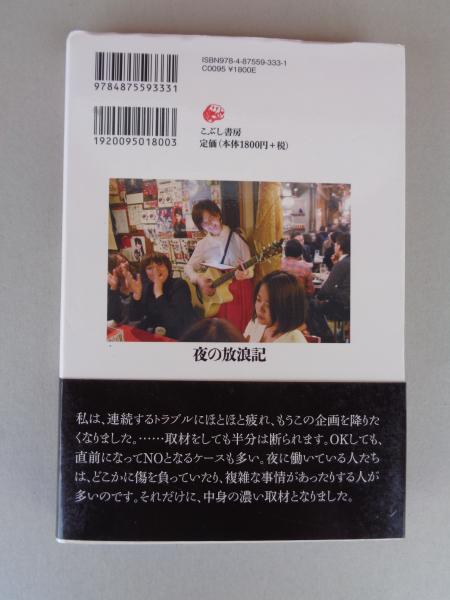 ISBN978-4-87559-333-1
C0095 ¥1800E
9784875593331
1920095018003
こぶし書房
定価（本体1800円＋税）
夜の放浪記
私は、連続するトラブルにほとほと疲れ、もうこの企画を降りたく
なりました。……取材をしても半分は断られます。OKしても、
直前になってNOとなるケースも多い。夜に働いている人たち
は、どこかに傷を負っていたり、複雑な事情があったりする人が
多いのです。それだけに、中身の濃い取材となりました。